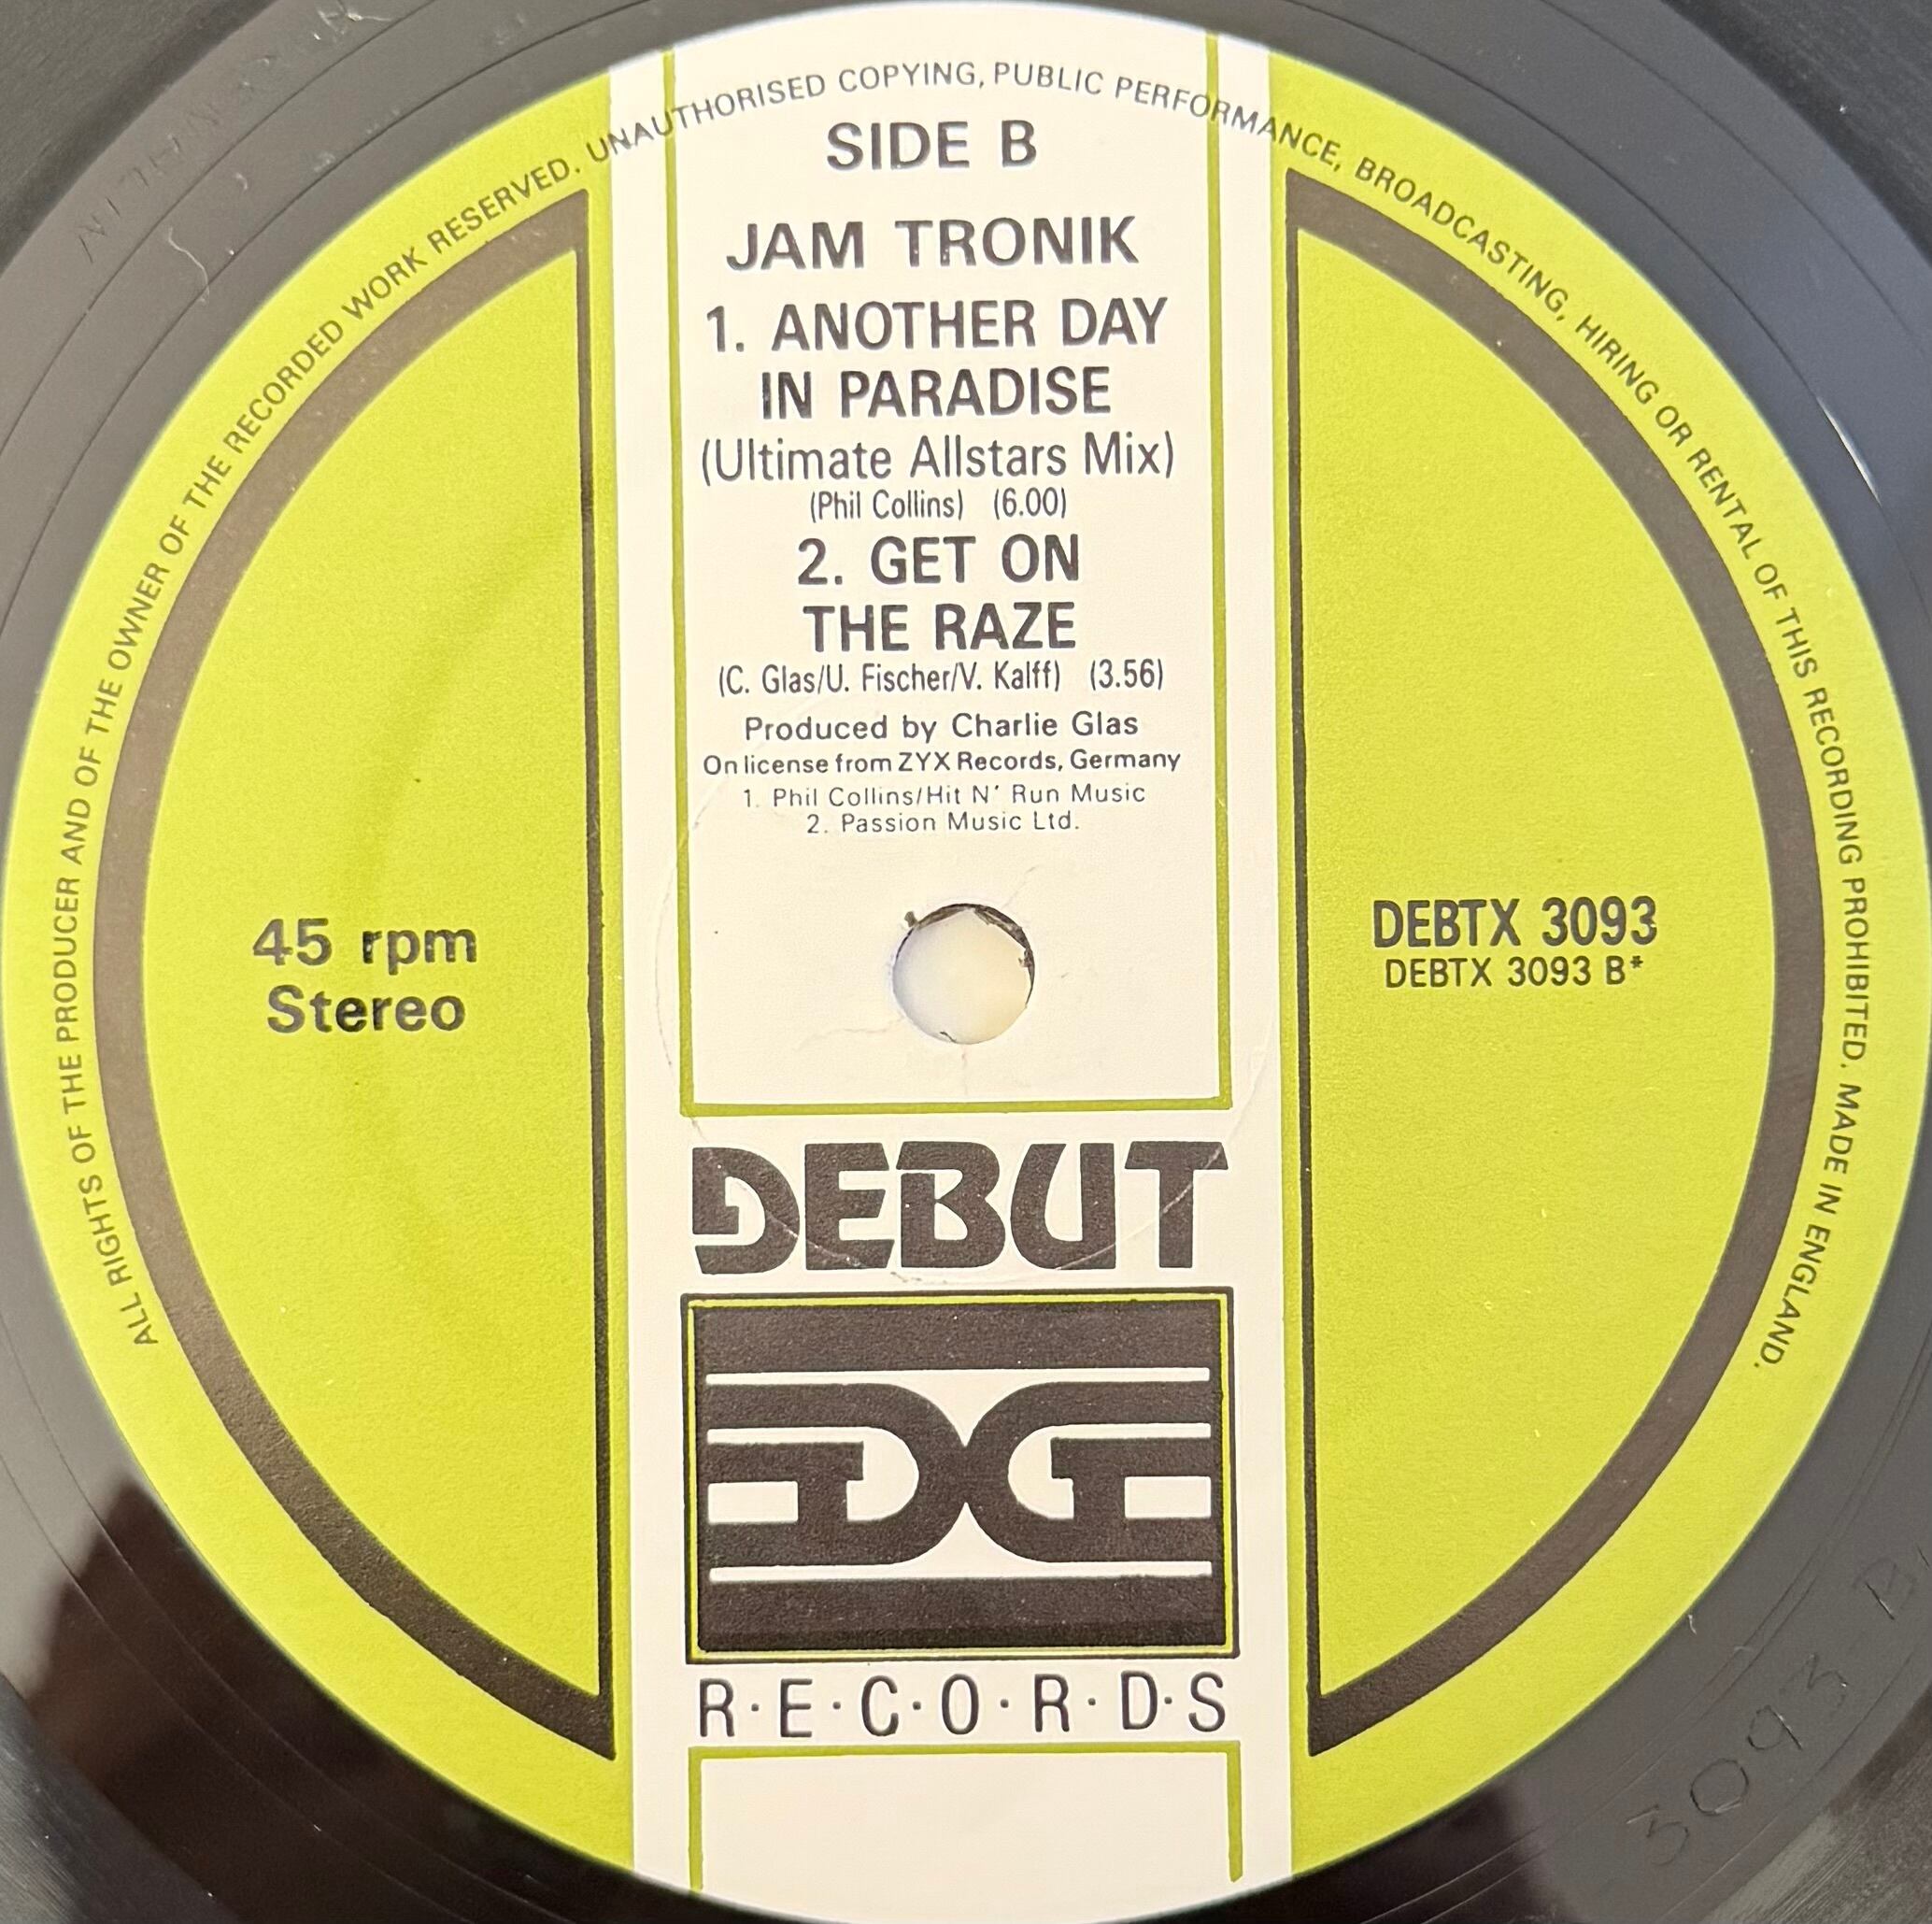 ALL RIGHTS OF THE PRODUCER AND OF THE OWNER OF THE RECORDED WORK RESERVED. UNAUTHORISED COPYING, PUBLIC PERFORMANCE, BROADCASTING, HIRING OR RENTAL OF THIS RECORDING PROHIBITED. MADE IN ENGLAND.
SIDE B
JAM TRONIK
1. ANOTHER DAY
IN PARADISE
(Ultimate Allstars Mix)
(Phil Collins) (6.00)
2. GET ON
THE RAZE
(C. Glas/U. Fischer/V. Kalff) (3.56)
Produced by Charlie Glas
On license from ZYX Records, Germany
1. Phil Collins/Hit N' Run Music
2. Passion Music Ltd.
45 rpm
Stereo
DEBTX 3093
DEBTX 3093 B*
DEBUT
R·E·C·O·R·D·S
3093 B